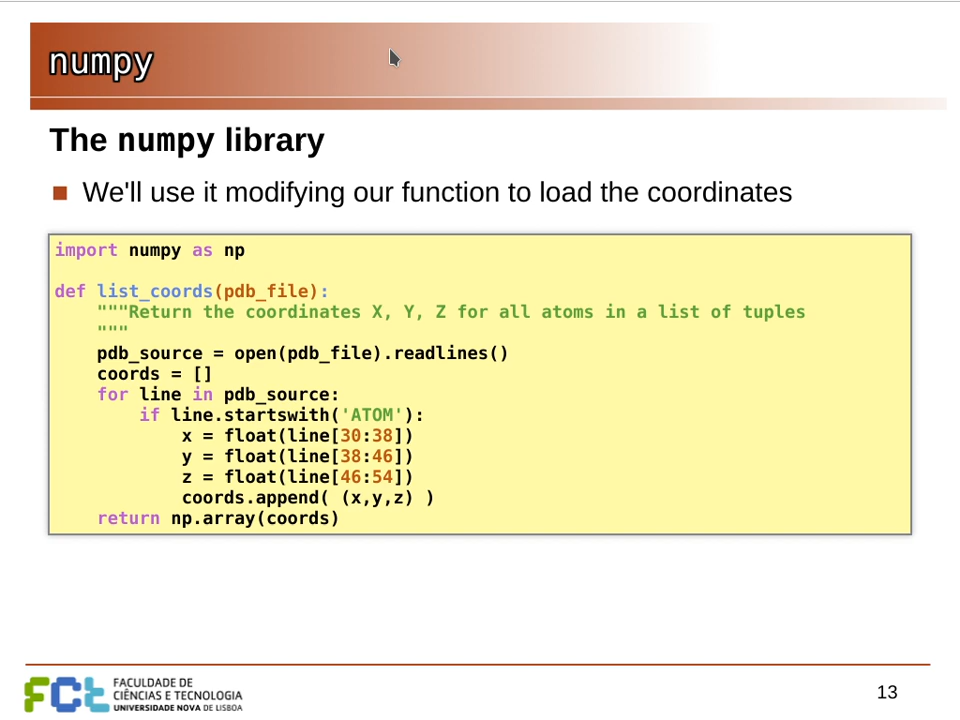 numpy
The numpy library
We'll use it modifying our function to load the coordinates
import numpy as np
def list_coords(pdb_file):
    """Return the coordinates X, Y, Z for all atoms in a list of tuples
    """
    pdb_source = open(pdb_file).readlines()
    coords = []
    for line in pdb_source:
        if line.startswith('ATOM'):
            x = float(line[30:38])
            y = float(line[38:46])
            z = float(line[46:54])
            coords.append( (x,y,z) )
    return np.array(coords)
FCt
FACULDADE DE
CIÊNCIAS E TECNOLOGIA
UNIVERSIDADE NOVA DE LISBOA
13